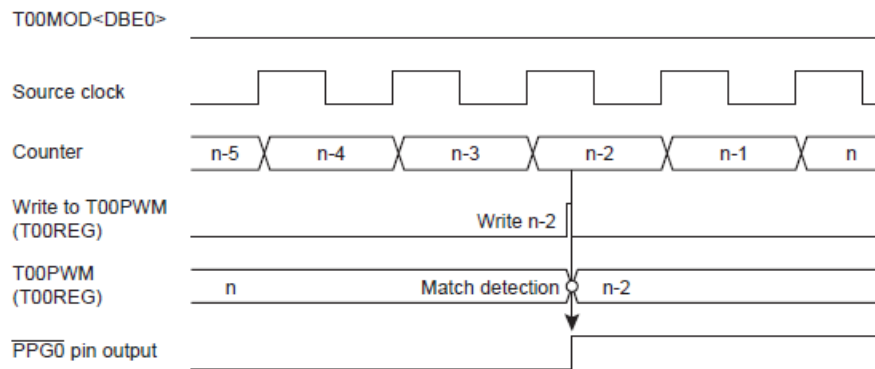 T00MOD<DBE0>
Source clock
Counter
n-5 n-4 n-3 n-2 n-1 n
Write to T00PWM
(T00REG)
Write n-2
T00PWM
(T00REG)
n Match detection n-2
PPG0 pin output